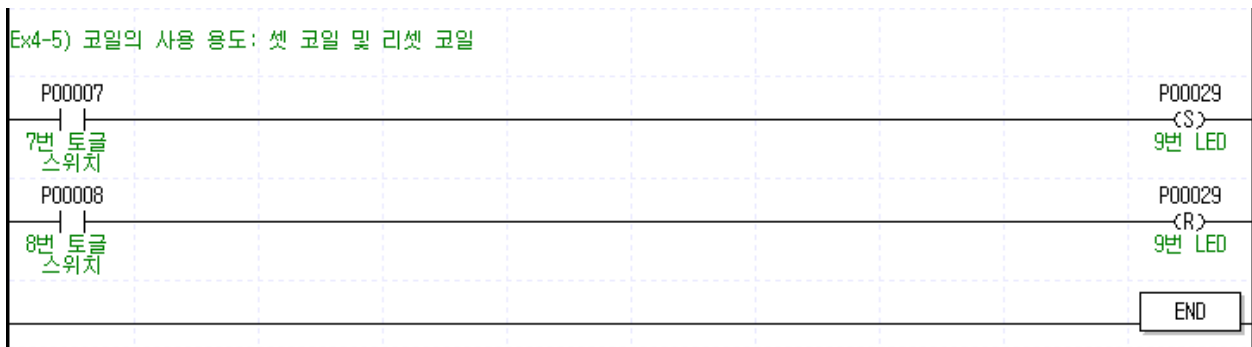 Ex4-5) 코일의 사용 용도: 셋 코일 및 리셋 코일
P00007 P00029
(S)
7번 토글 9번 LED
스위치
P00008 P00029
(R)
8번 토글 9번 LED
스위치
END